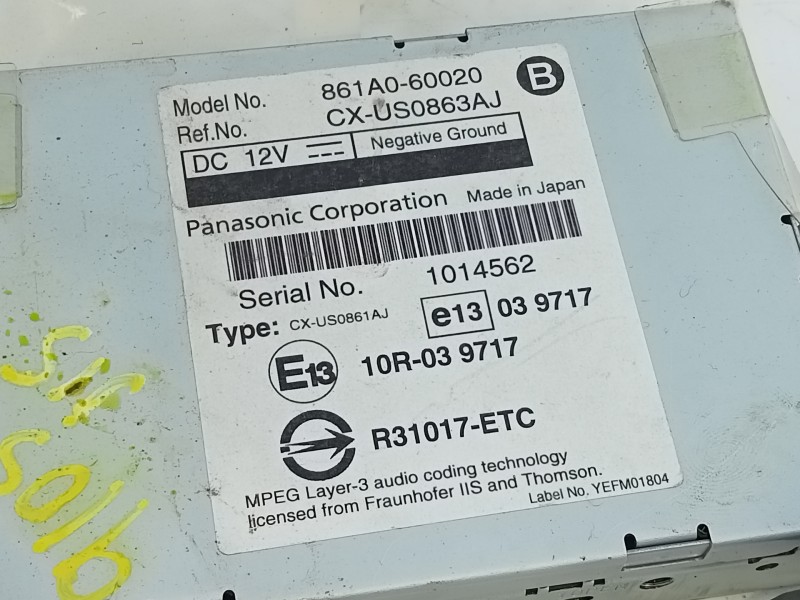 Model No. 861A0-60020 B
Ref.No. CX-US0863AJ
DC 12V Negative Ground
Panasonic Corporation Made in Japan
Serial No. 1014562
Type: CX-US0861AJ e13 03 9717
E13 10R-03 9717
R31017-ETC
MPEG Layer-3 audio coding technology
licensed from Fraunhofer IIS and Thomson.
Label No. YEFM01804